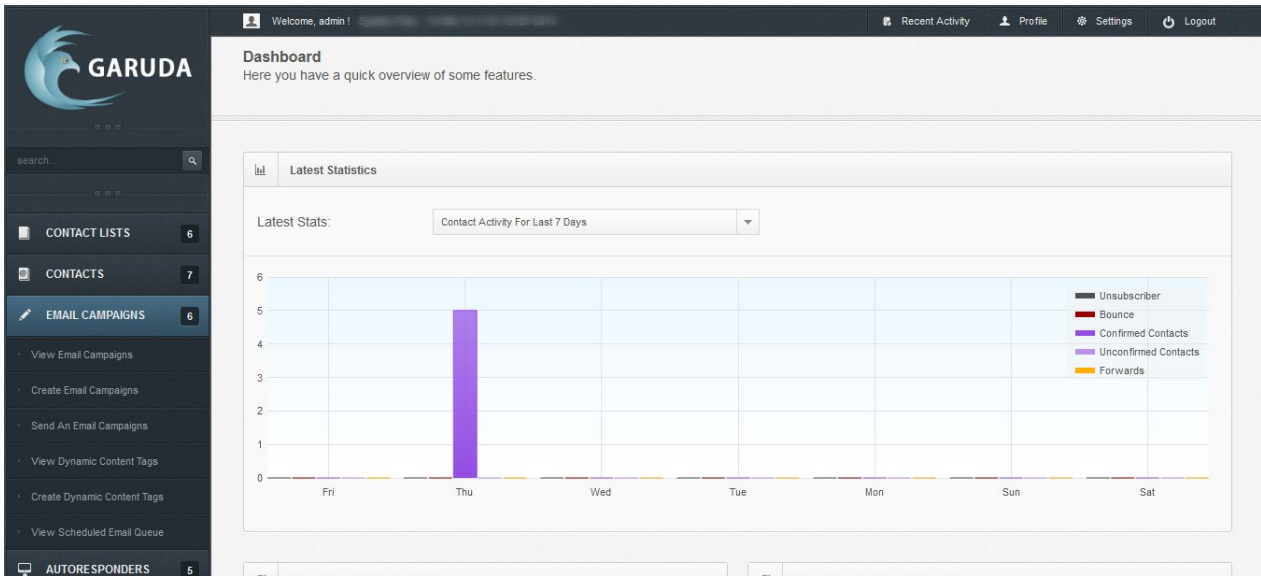 GARUDA
Welcome, admin !
Recent Activity
Profile
Settings
Logout
Dashboard
Here you have a quick overview of some features.
search...
CONTACT LISTS 6
CONTACTS 7
EMAIL CAMPAIGNS 6
View Email Campaigns
Create Email Campaigns
Send An Email Campaigns
View Dynamic Content Tags
Create Dynamic Content Tags
View Scheduled Email Queue
AUTORESPONDERS 5
Latest Statistics
Latest Stats:
Contact Activity For Last 7 Days
6
5
4
3
2
1
0
Unsubscriber
Bounce
Confirmed Contacts
Unconfirmed Contacts
Forwards
Fri Thu Wed Tue Mon Sun Sat